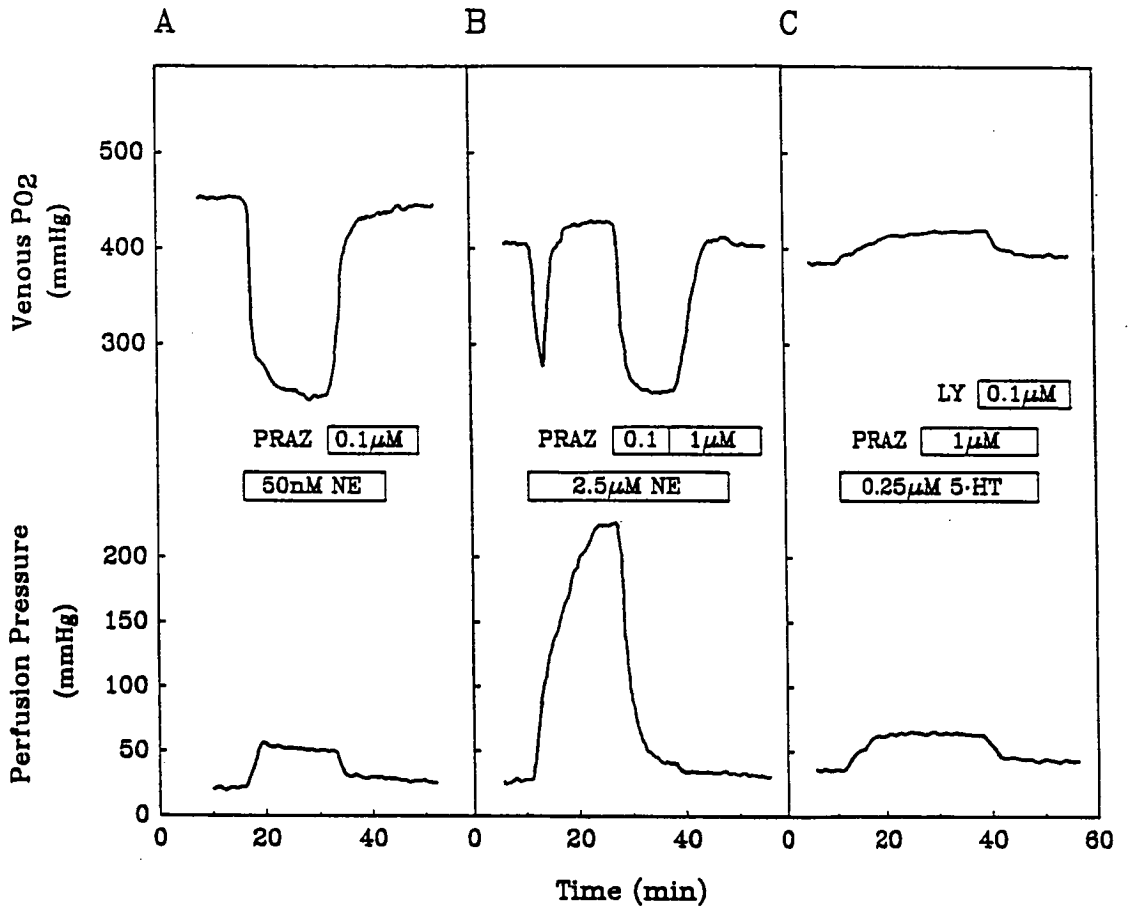 A B C
Venous PO2
(mmHg)
500
400
300
LY 0.1μM
PRAZ 0.1μM
PRAZ 0.1 1μM
PRAZ 1μM
50nM NE
2.5μM NE
0.25μM 5·HT
Perfusion Pressure
(mmHg)
200
150
100
50
0
0 20 40 0 20 40 0 20 40 60
Time (min)